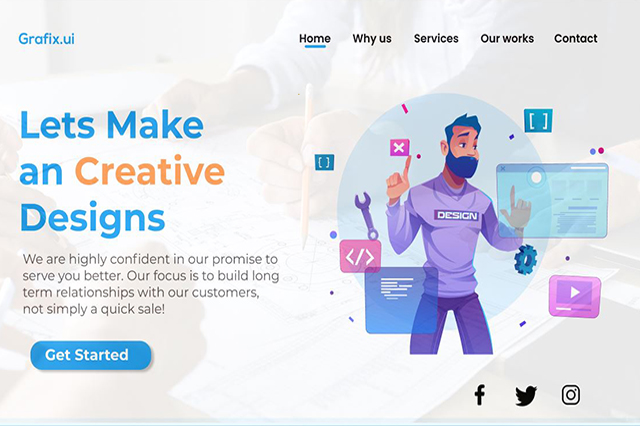 Grafix.ui
Home Why us Services Our works Contact
Lets Make
an Creative
Designs
We are highly confident in our promise to
serve you better. Our focus is to build long
term relationships with our customers,
not simply a quick sale!
Get Started
[ ]
[ ]
DESIGN
</>